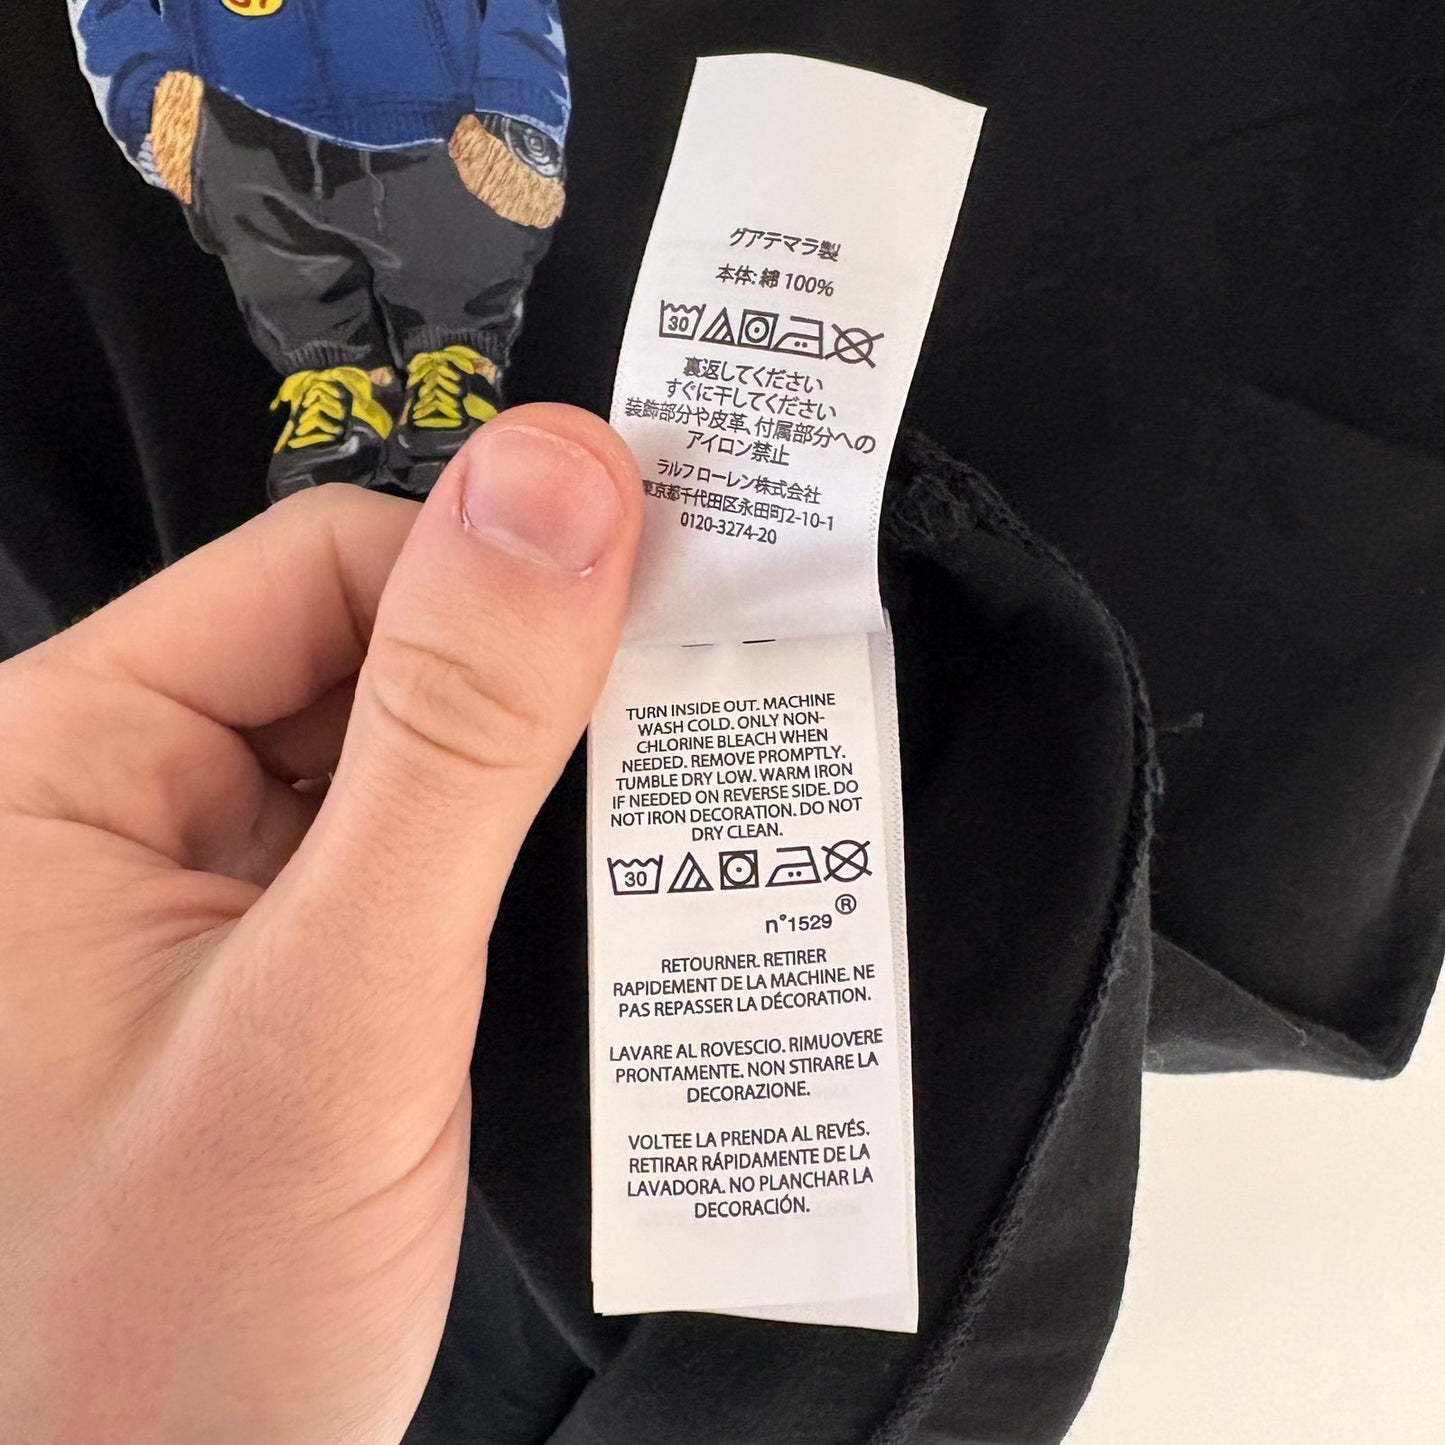 グアテマラ製
本体: 綿 100%
30
裏返してください
すぐに干してください
装飾部分や皮革、付属部分への
アイロン禁止
ラルフ ローレン株式会社
東京都千代田区永田町2-10-1
0120-3274-20
TURN INSIDE OUT. MACHINE
WASH COLD. ONLY NON-
CHLORINE BLEACH WHEN
NEEDED. REMOVE PROMPTLY.
TUMBLE DRY LOW. WARM IRON
IF NEEDED ON REVERSE SIDE. DO
NOT IRON DECORATION. DO NOT
DRY CLEAN.
30
n°1529 ®
RETOURNER. RETIRER
RAPIDEMENT DE LA MACHINE. NE
PAS REPASSER LA DÉCORATION.
LAVARE AL ROVESCIO. RIMUOVERE
PRONTAMENTE. NON STIRARE LA
DECORAZIONE.
VOLTEE LA PRENDA AL REVÉS.
RETIRAR RÁPIDAMENTE DE LA
LAVADORA. NO PLANCHAR LA
DECORACIÓN.